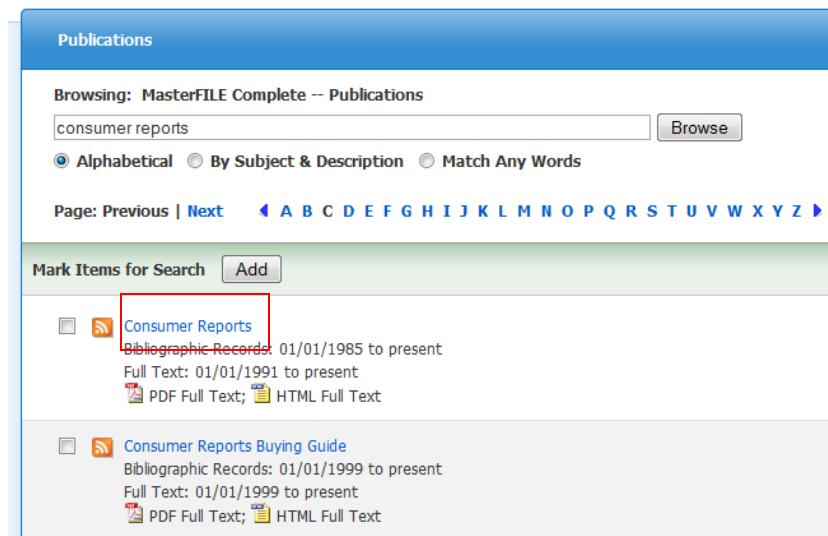 Publications
Browsing: MasterFILE Complete -- Publications
consumer reports Browse
Alphabetical By Subject & Description Match Any Words
Page: Previous | Next A B C D E F G H I J K L M N O P Q R S T U V W X Y Z
Mark Items for Search Add
Consumer Reports
Bibliographic Records: 01/01/1985 to present
Full Text: 01/01/1991 to present
PDF Full Text; HTML Full Text
Consumer Reports Buying Guide
Bibliographic Records: 01/01/1999 to present
Full Text: 01/01/1999 to present
PDF Full Text; HTML Full Text